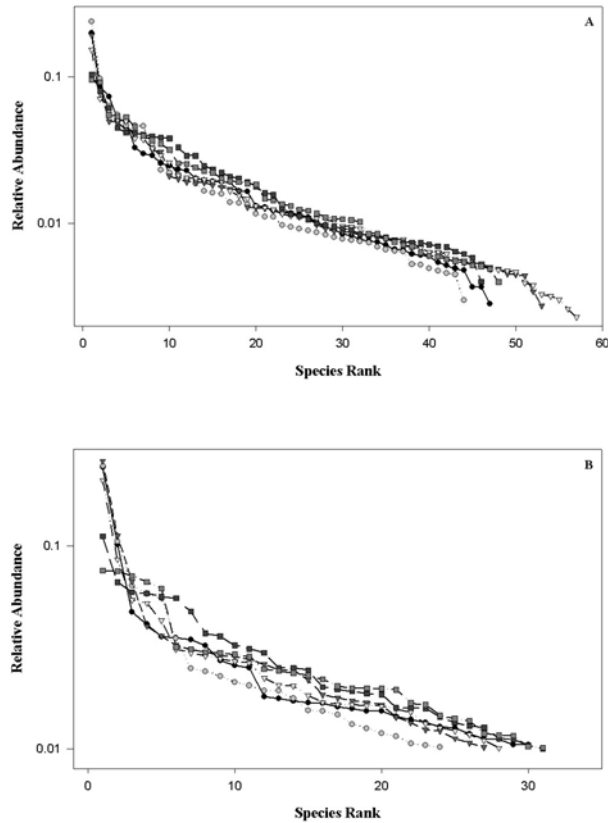 A
0.1
0.01
Relative Abundance
0 10 20 30 40 50 60
Species Rank
B
0.1
0.01
Relative Abundance
0 10 20 30
Species Rank